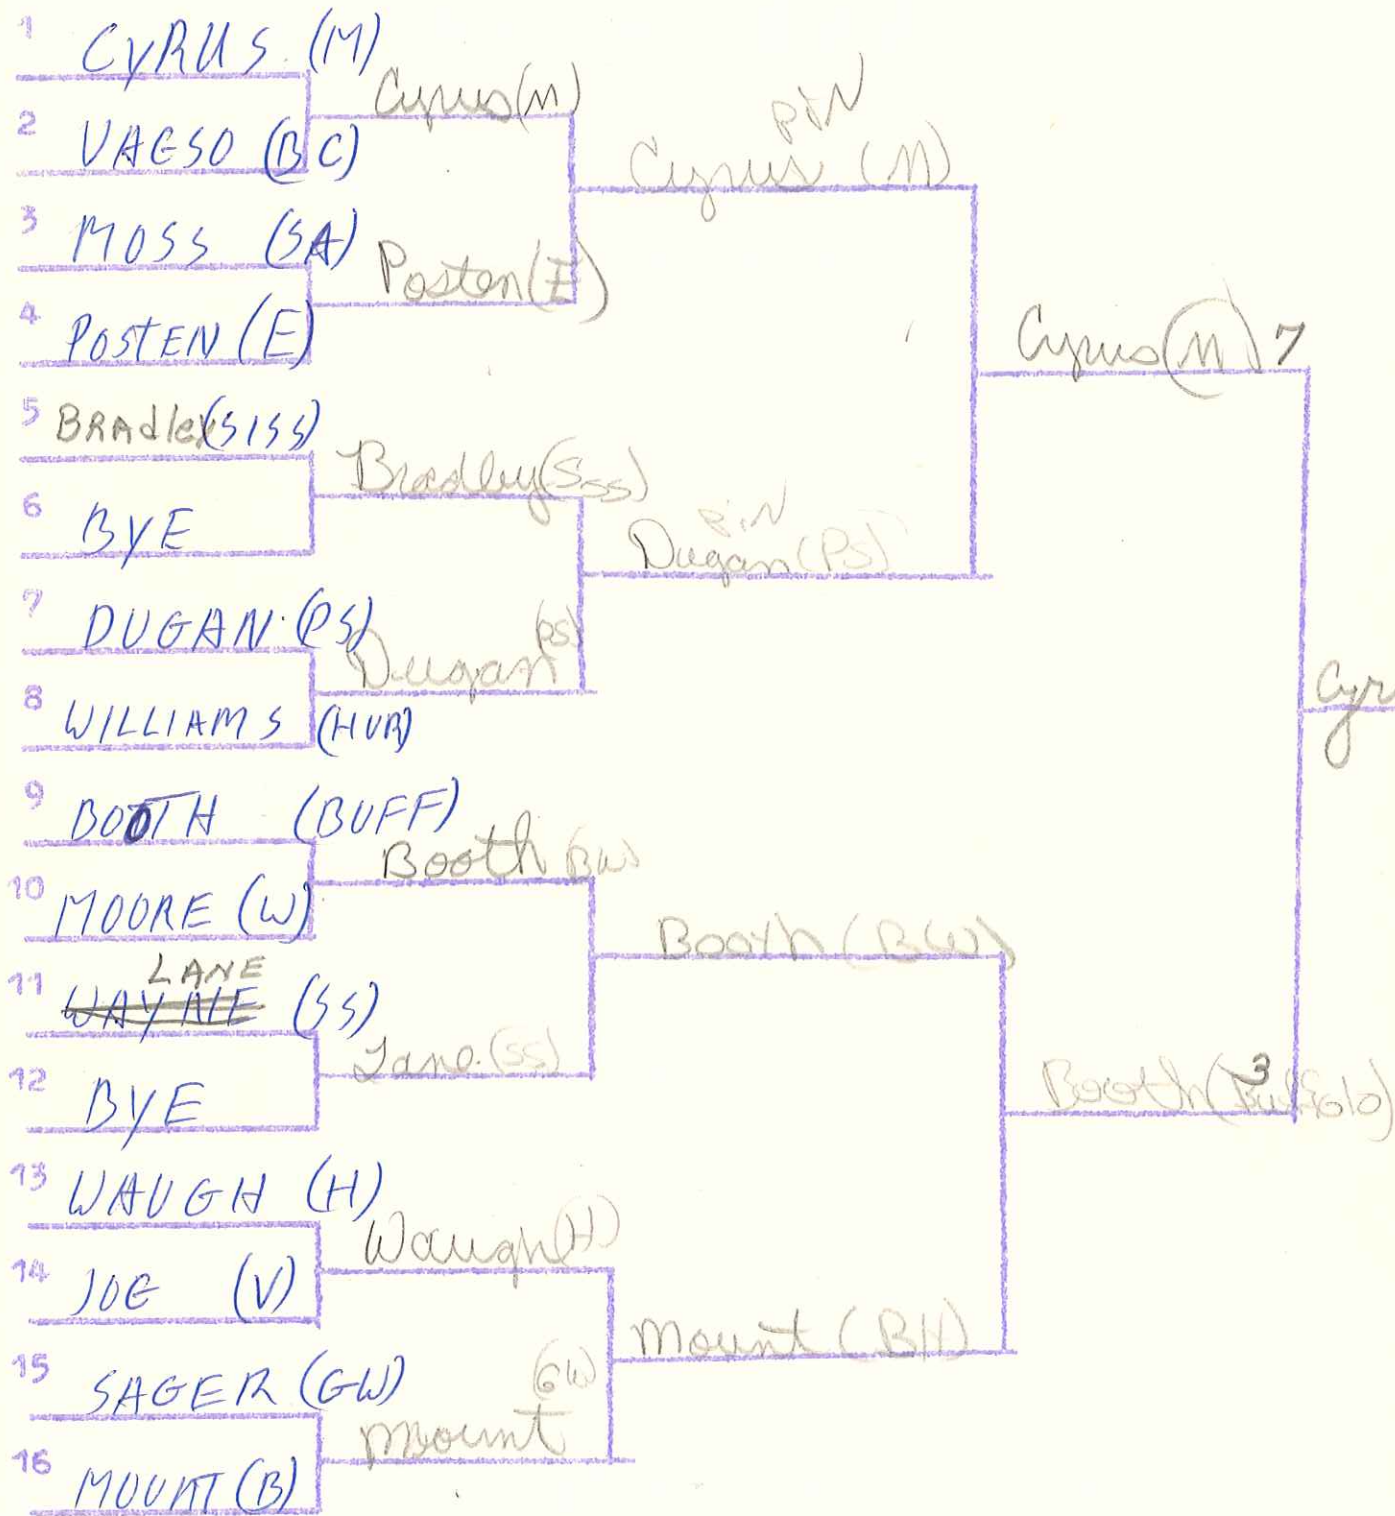 1 CYRUS (M)
2 VAGSO (BC)
3 MOSS (SA)
4 POSTEN (E)
5 BRAdley (SISS)
6 BYE
7 DUGAN (PS)
8 WILLIAMS (HUR)
9 BOOTH (BUFF)
10 MOORE (W)
LANE
11 WAYNE (SS)
12 BYE
13 WAUGH (H)
14 JOE (V)
15 SAGER (GW)
16 MOUNT (B)
Cyrus (M)
Posten (E)
Bradley (SSS)
(PS)
Dugan
Booth (BW)
Lane (SS)
Waugh (H)
(GW)
Mount
PIN
Cyrus (M)
PIN
Dugan (PS)
Booth (BW)
Mount (BH)
Cyrus (M) 7
3
Booth (Buffalo)
Cyr